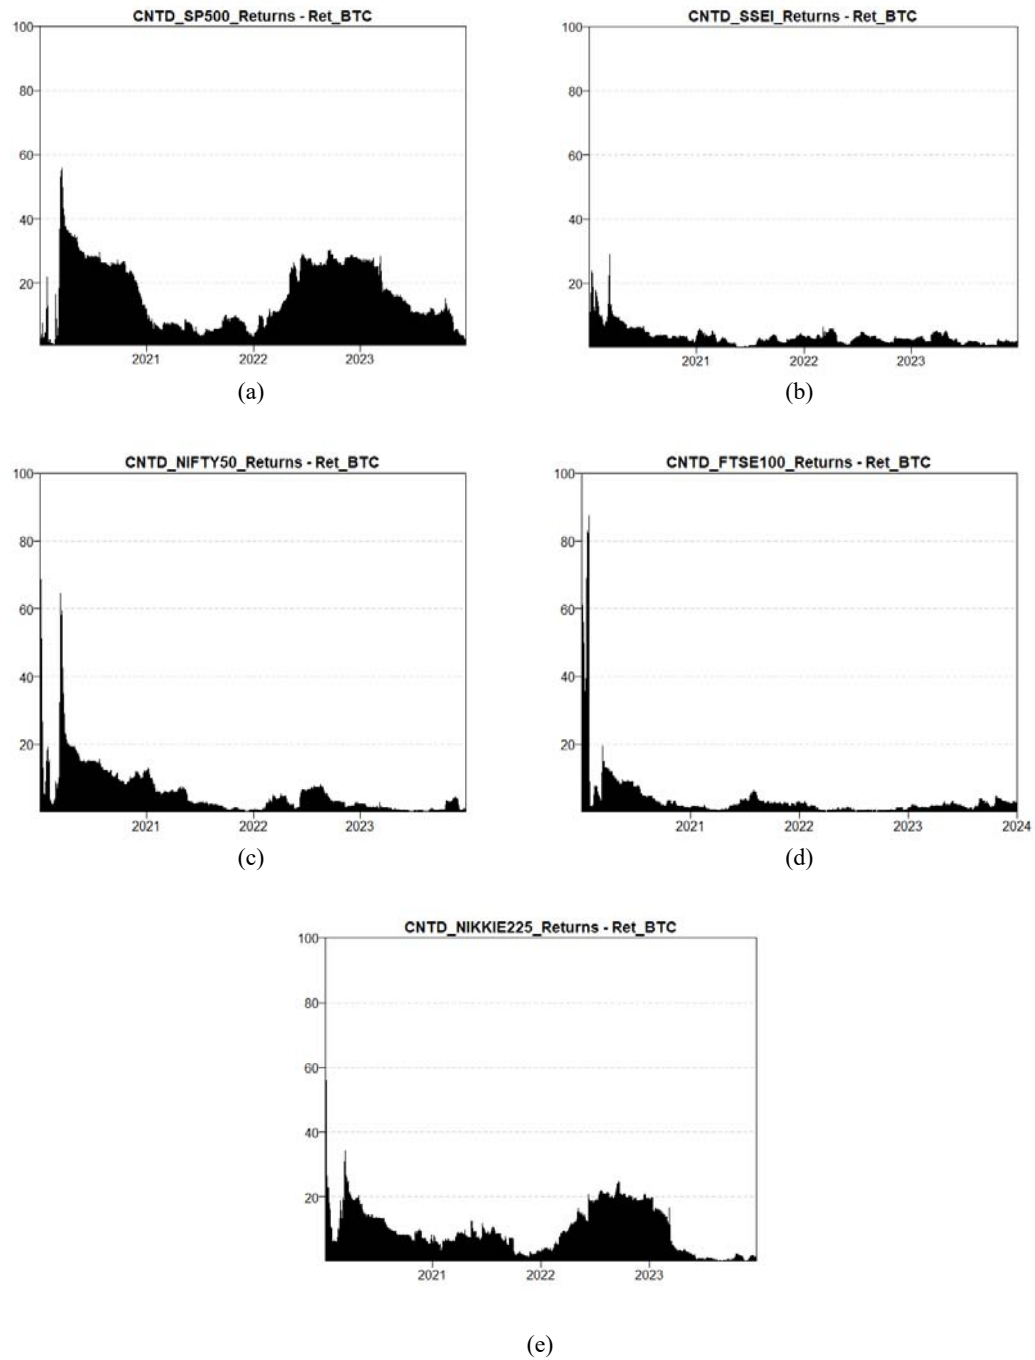 CNTD_SP500_Returns - Ret_BTC
100
80
60
40
20
2021 2022 2023
(a)
CNTD_SSEI_Returns - Ret_BTC
100
80
60
40
20
2021 2022 2023
(b)
CNTD_NIFTY50_Returns - Ret_BTC
100
80
60
40
20
2021 2022 2023
(c)
CNTD_FTSE100_Returns - Ret_BTC
100
80
60
40
20
2021 2022 2023 2024
(d)
CNTD_NIKKIE225_Returns - Ret_BTC
100
80
60
40
20
2021 2022 2023
(e)